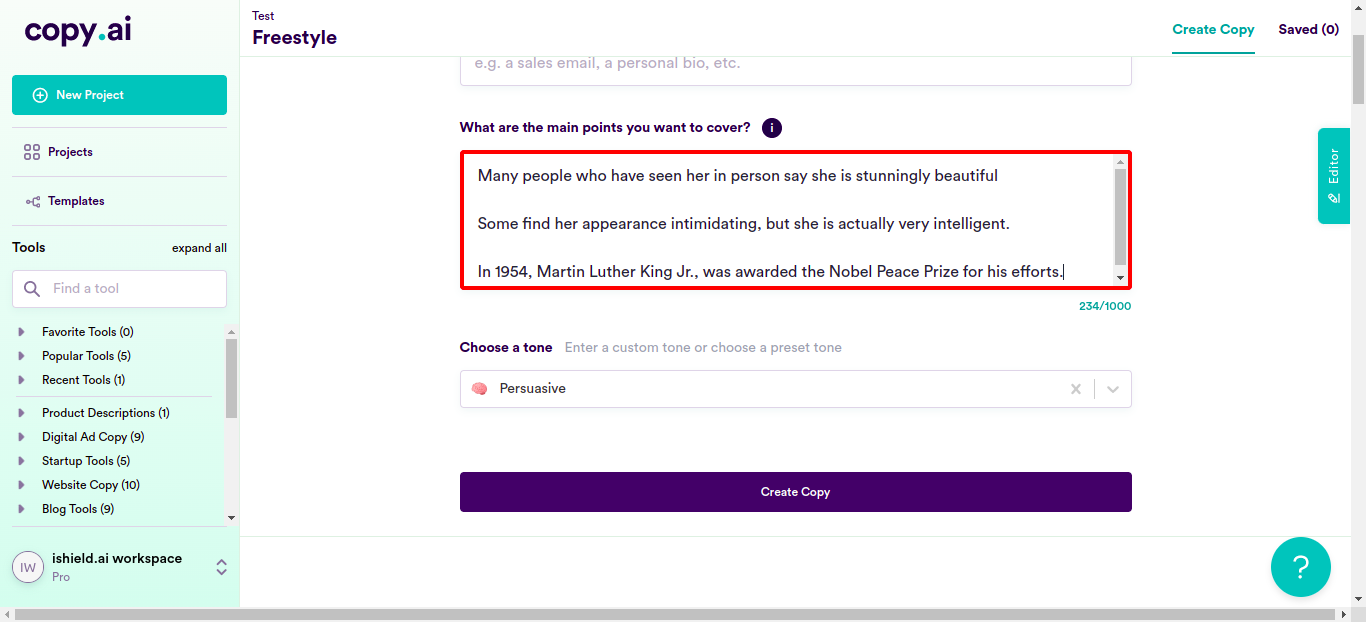 copy.ai
New Project
Projects
Templates
Tools
expand all
Find a tool
Favorite Tools (0)
Popular Tools (5)
Recent Tools (1)
Product Descriptions (1)
Digital Ad Copy (9)
Startup Tools (5)
Website Copy (10)
Blog Tools (9)
IW
ishield.ai workspace
Pro
Test
Freestyle
Create Copy
Saved (0)
e.g. a sales email, a personal bio, etc.
What are the main points you want to cover? i
Many people who have seen her in person say she is stunningly beautiful
Some find her appearance intimidating, but she is actually very intelligent.
In 1954, Martin Luther King Jr., was awarded the Nobel Peace Prize for his efforts.
234/1000
Choose a tone Enter a custom tone or choose a preset tone
Persuasive
Create Copy
Editor
?